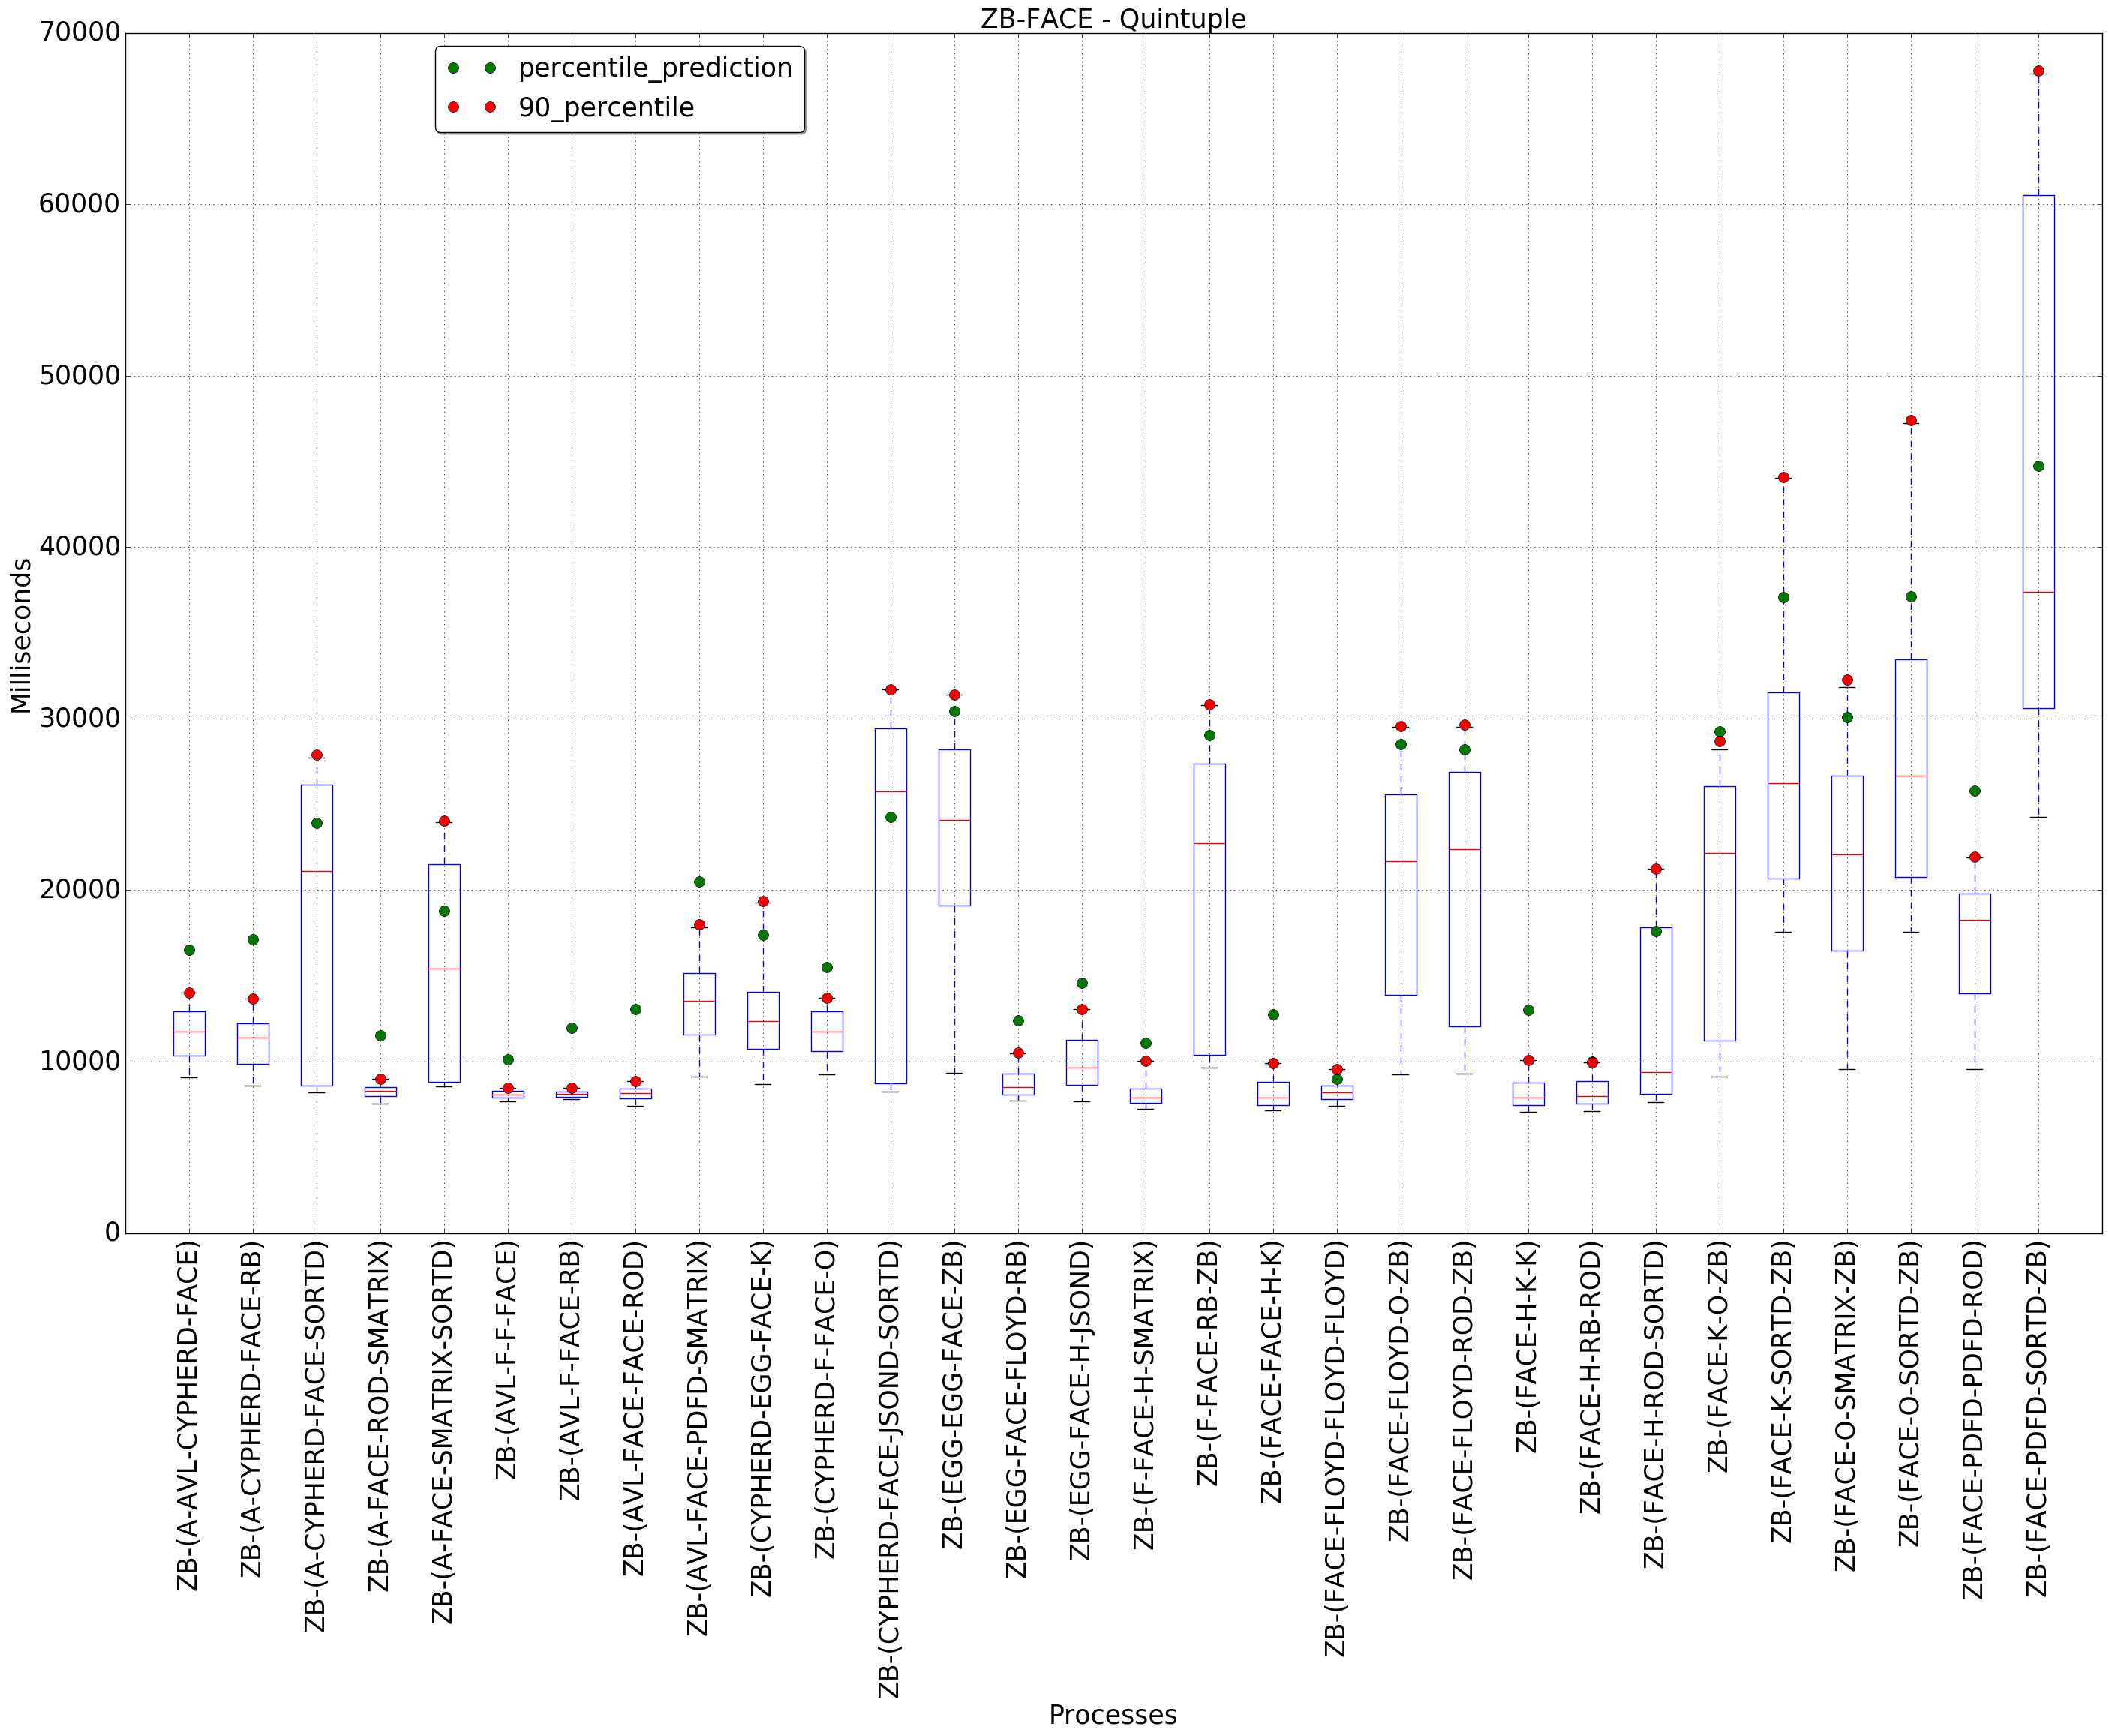 ZB-FACE - Quintuple
percentile_prediction
90_percentile
Milliseconds
70000
60000
50000
40000
30000
20000
10000
0
ZB-(A-AVL-CYPHERD-FACE)
ZB-(A-CYPHERD-FACE-RB)
ZB-(A-CYPHERD-FACE-SORTD)
ZB-(A-FACE-ROD-SMATRIX)
ZB-(A-FACE-SMATRIX-SORTD)
ZB-(AVL-F-F-FACE)
ZB-(AVL-F-FACE-RB)
ZB-(AVL-FACE-FACE-ROD)
ZB-(AVL-FACE-PDFD-SMATRIX)
ZB-(CYPHERD-EGG-FACE-K)
ZB-(CYPHERD-F-FACE-O)
ZB-(CYPHERD-FACE-JSOND-SORTD)
ZB-(EGG-EGG-FACE-ZB)
ZB-(EGG-FACE-FLOYD-RB)
ZB-(EGG-FACE-H-JSOND)
ZB-(F-FACE-H-SMATRIX)
ZB-(F-FACE-RB-ZB)
ZB-(FACE-FACE-H-K)
ZB-(FACE-FLOYD-FLOYD-FLOYD)
ZB-(FACE-FLOYD-O-ZB)
ZB-(FACE-FLOYD-ROD-ZB)
ZB-(FACE-H-K-K)
ZB-(FACE-H-RB-ROD)
ZB-(FACE-H-ROD-SORTD)
ZB-(FACE-K-O-ZB)
ZB-(FACE-K-SORTD-ZB)
ZB-(FACE-O-SMATRIX-ZB)
ZB-(FACE-O-SORTD-ZB)
ZB-(FACE-PDFD-PDFD-ROD)
ZB-(FACE-PDFD-SORTD-ZB)
Processes